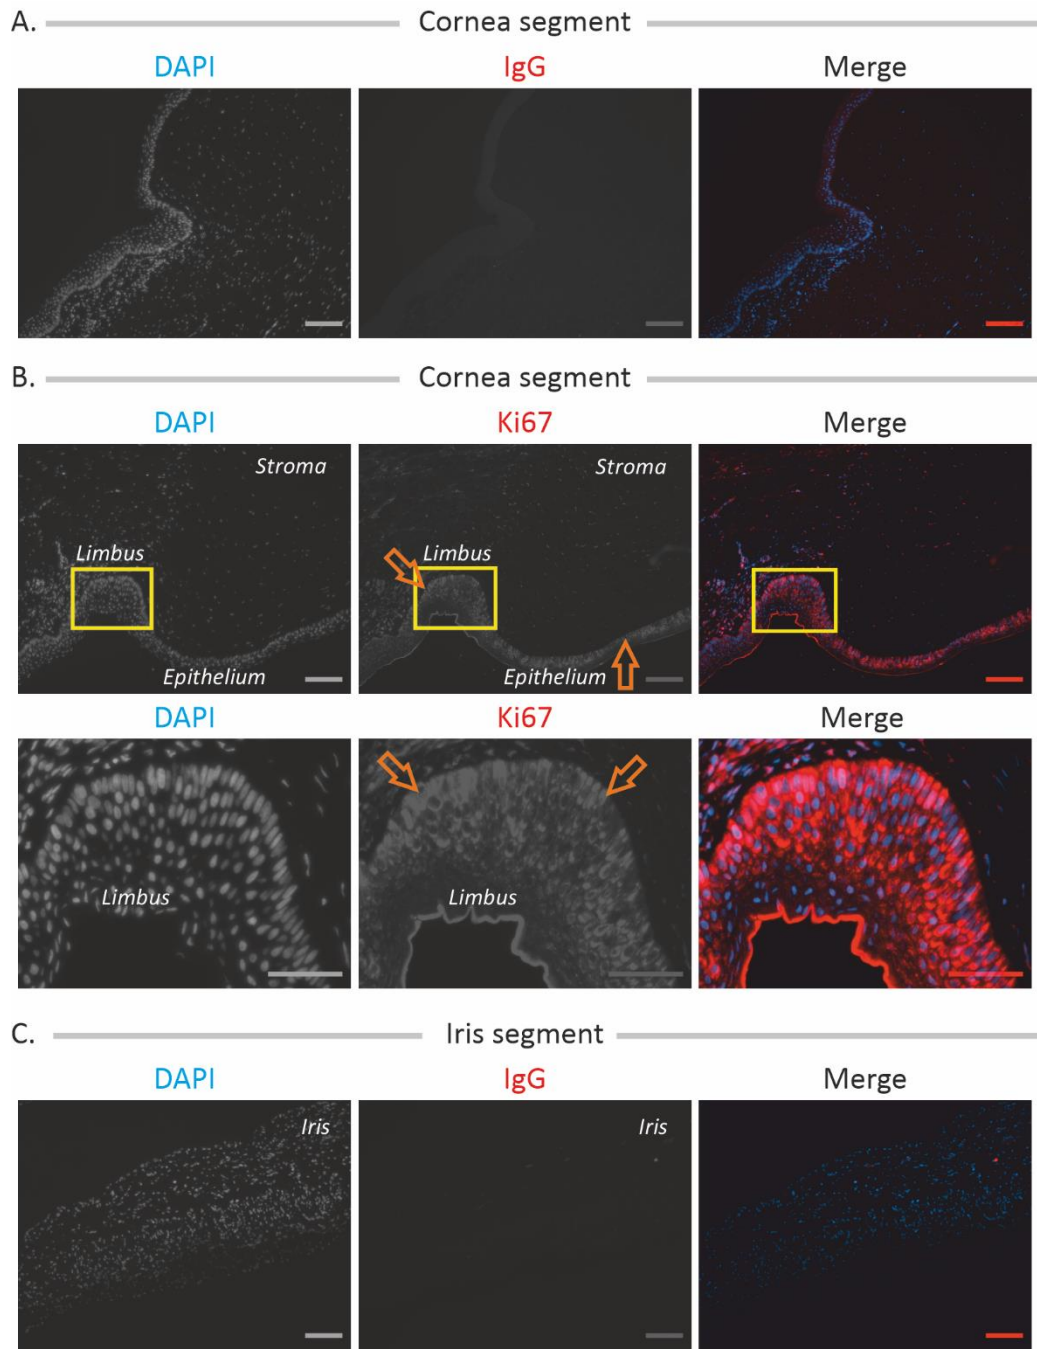 A. Cornea segment
DAPI IgG Merge
B. Cornea segment
DAPI Ki67 Merge
Stroma Stroma
Limbus Limbus
Epithelium Epithelium
DAPI Ki67 Merge
Limbus Limbus
C. Iris segment
DAPI IgG Merge
Iris Iris